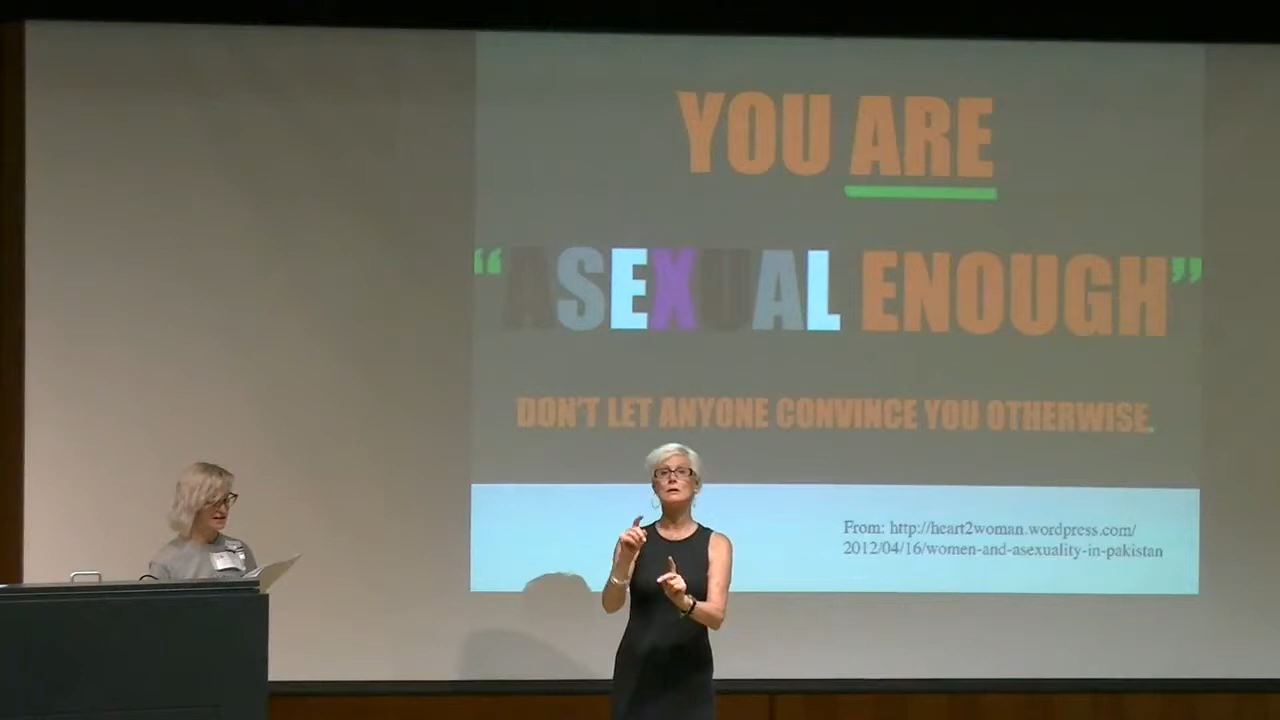 YOU ARE
“ASEXUAL ENOUGH”
DON'T LET ANYONE CONVINCE YOU OTHERWISE.
From: http://heart2woman.wordpress.com/
2012/04/16/women-and-asexuality-in-pakistan